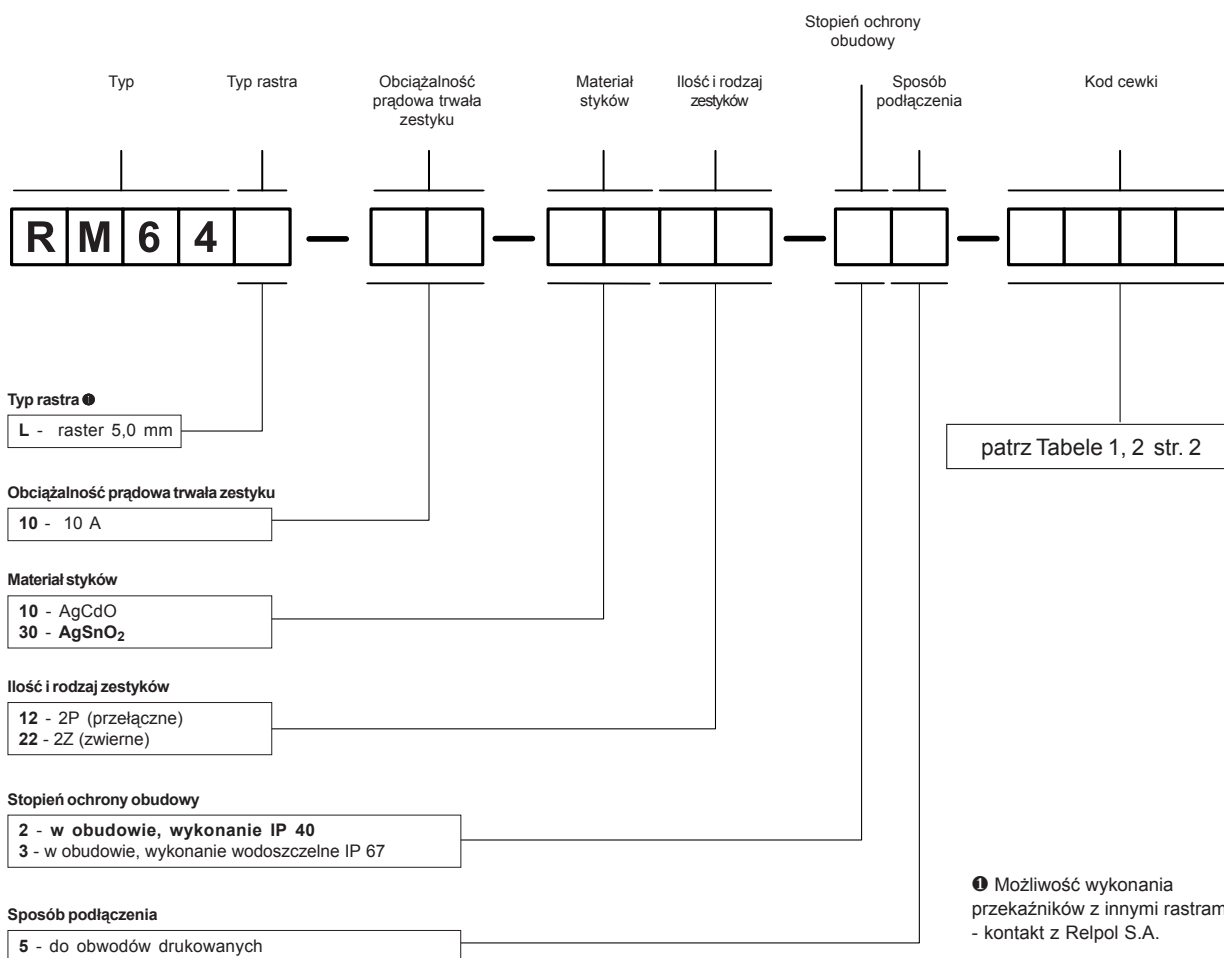 Stopień ochrony
obudowy
Typ
Typ rastra
Obciążalność
prądowa trwała
zestyku
Materiał
styków
Ilość i rodzaj
zestyków
Sposób
podłączenia
Kod cewki
R M 6 4 — — — —
Typ rastra ❶
L - raster 5,0 mm
patrz Tabele 1, 2 str. 2
Obciążalność prądowa trwała zestyku
10 - 10 A
Materiał styków
10 - AgCdO
30 - AgSnO₂
Ilość i rodzaj zestyków
12 - 2P (przełączne)
22 - 2Z (zwierne)
Stopień ochrony obudowy
2 - w obudowie, wykonanie IP 40
3 - w obudowie, wykonanie wodoszczelne IP 67
❶ Możliwość wykonania
przekaźników z innymi rastram
- kontakt z Relpol S.A.
Sposób podłączenia
5 - do obwodów drukowanych